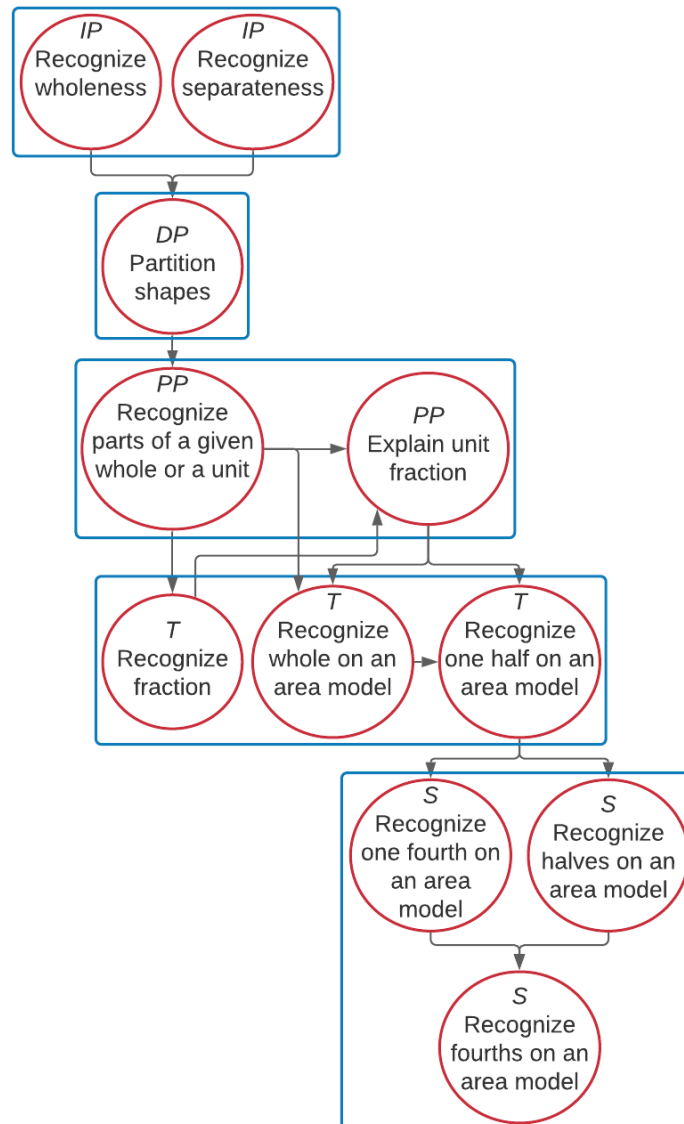 IP
Recognize
wholeness
IP
Recognize
separateness
DP
Partition
shapes
PP
Recognize
parts of a given
whole or a unit
PP
Explain unit
fraction
T
Recognize
fraction
T
Recognize
whole on an
area model
T
Recognize
one half on an
area model
S
Recognize
one fourth on
an area
model
S
Recognize
halves on an
area model
S
Recognize
fourths on an
area model